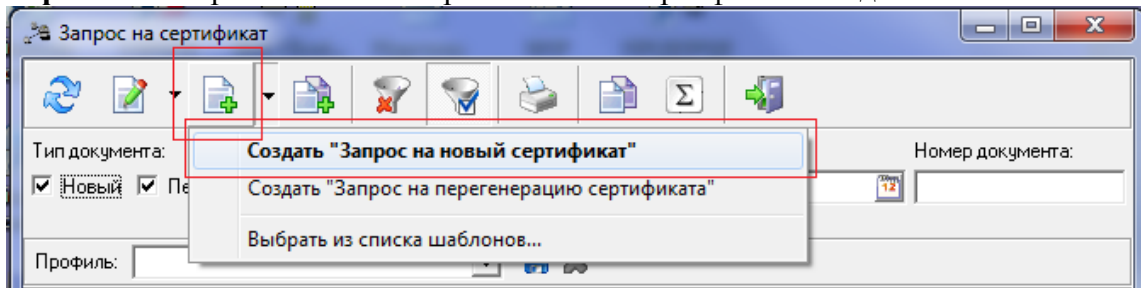 Запрос на сертификат
Создать "Запрос на новый сертификат"
Создать "Запрос на перегенерацию сертификата"
Выбрать из списка шаблонов...
Тип документа:
Новый
Номер документа:
Профиль: